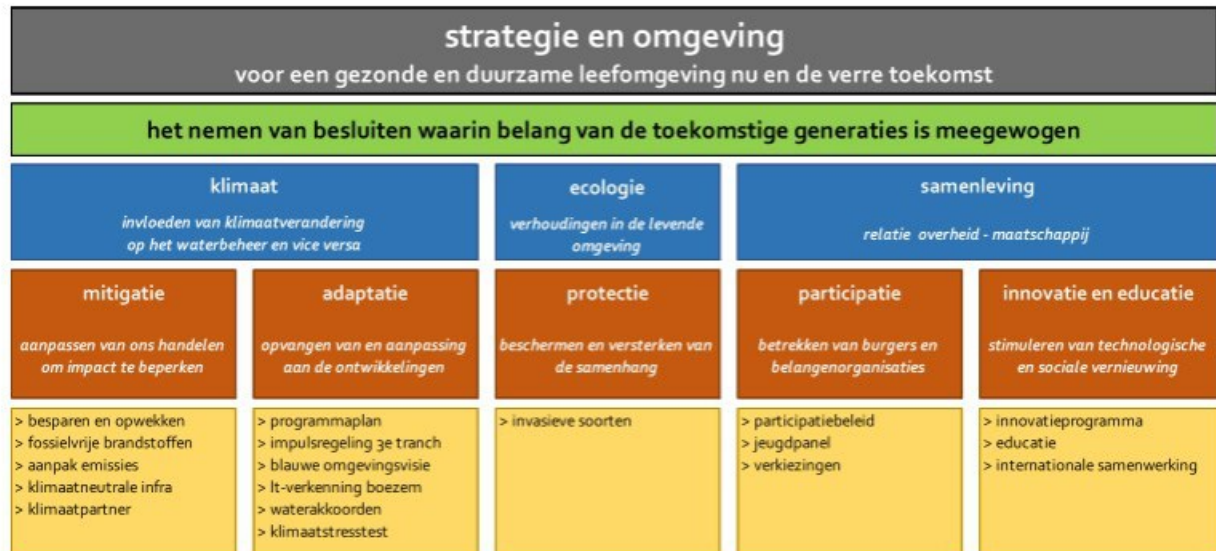 strategie en omgeving
voor een gezonde en duurzame leefomgeving nu en de verre toekomst
het nemen van besluiten waarin belang van de toekomstige generaties is meegewogen
klimaat
invloeden van klimaatverandering
op het waterbeheer en vice versa
ecologie
verhoudingen in de levende
omgeving
samenleving
relatie overheid - maatschappij
mitigatie
aanpassen van ons handelen
om impact te beperken
adaptatie
opvangen van en aanpassing
aan de ontwikkelingen
protectie
beschermen en versterken van
de samenhang
participatie
betrekken van burgers en
belangenorganisaties
innovatie en educatie
stimuleren van technologische
en sociale vernieuwing
> besparen en opwekken
> fossielvrije brandstoffen
> aanpak emissies
> klimaatneutrale infra
> klimaatpartner
> programmaplan
> impulsregeling 3e tranch
> blauwe omgevingsvisie
> lt-verkenning boezem
> waterakkoorden
> klimaatstresstest
> invasieve soorten
> participatiebeleid
> jeugdpanel
> verkiezingen
> innovatieprogramma
> educatie
> internationale samenwerking